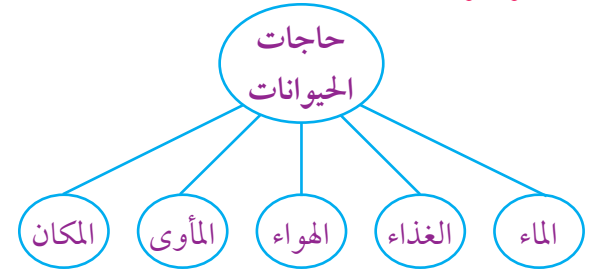 حاجات
الحيوانات
الماء
الغذاء
الهواء
المأوى
المكان